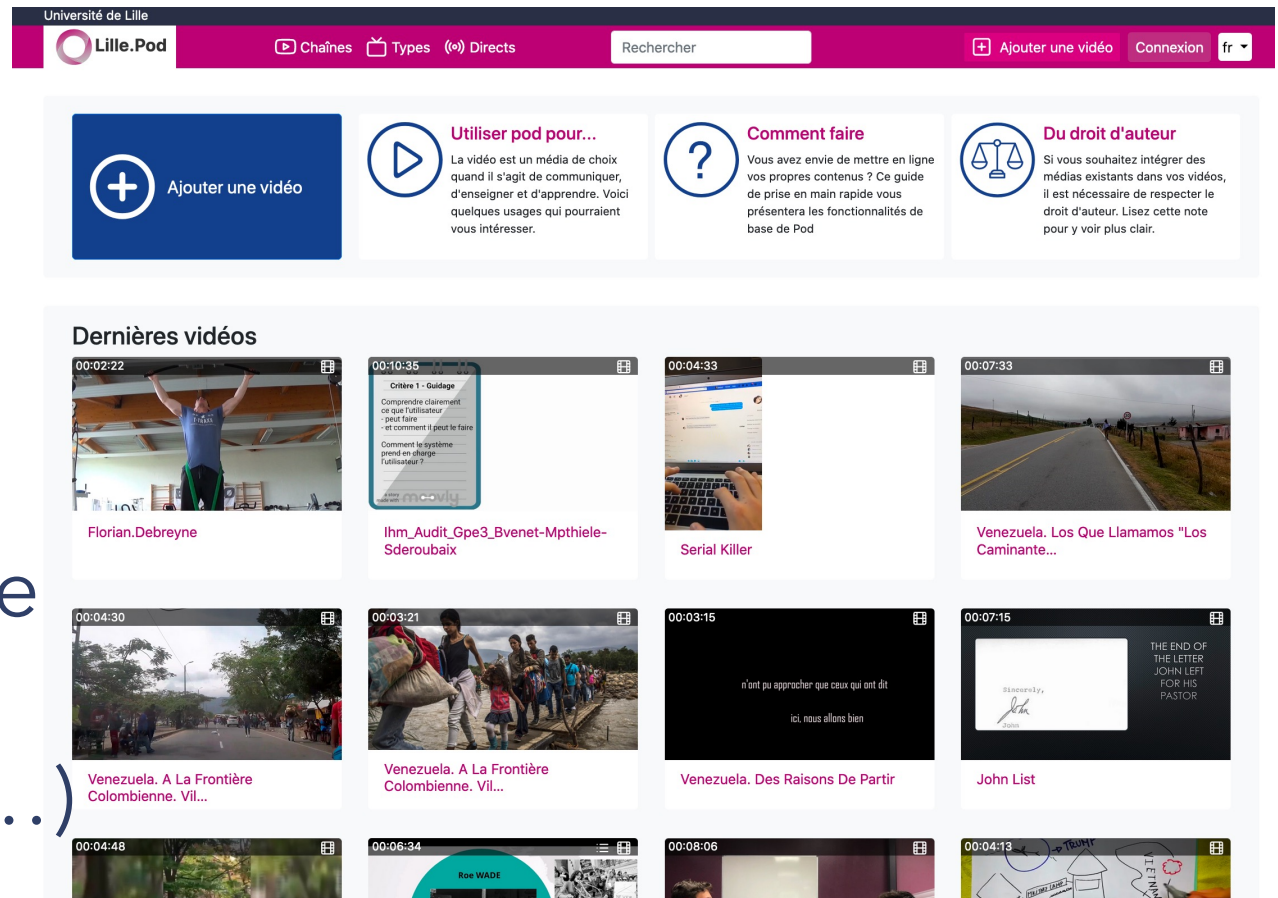 Université de Lille
Lille.Pod
Chaînes Types Directs
Rechercher
Ajouter une vidéo Connexion fr
Ajouter une vidéo
Utiliser pod pour...
La vidéo est un média de choix
quand il s'agit de communiquer,
d'enseigner et d'apprendre. Voici
quelques usages qui pourraient
vous intéresser.
Comment faire
Vous avez envie de mettre en ligne
vos propres contenus ? Ce guide
de prise en main rapide vous
présentera les fonctionnalités de
base de Pod
Du droit d'auteur
Si vous souhaitez intégrer des
médias existants dans vos vidéos,
il est nécessaire de respecter le
droit d'auteur. Lisez cette note
pour y voir plus clair.
Dernières vidéos
00:02:22
Florian.Debreyne
00:10:35
Critère 1 - Guidage
Comprendre clairement
ce que l'utilisateur
- peut faire
- et comment il peut le faire
Comment le système
prend en charge
l'utilisateur ?
moovly
Ihm_Audit_Gpe3_Bvenet-Mpthiele-
Sderoubaix
00:04:33
Serial Killer
00:07:33
Venezuela. Los Que Llamamos "Los
Caminante...
e
00:04:30
Venezuela. A La Frontière
Colombienne. Vil...
00:03:21
Venezuela. A La Frontière
Colombienne. Vil...
00:03:15
n'ont pu approcher que ceux qui ont dit
ici, nous allons bien
Venezuela. Des Raisons De Partir
00:07:15
Sincerely,
John
John
THE END OF
THE LETTER
JOHN LEFT
FOR HIS
PASTOR
John List
..)
00:04:48
00:06:34
Roe WADE
00:08:06
00:04:13
TRUMP
MILITARY CAMP
VIETNAM